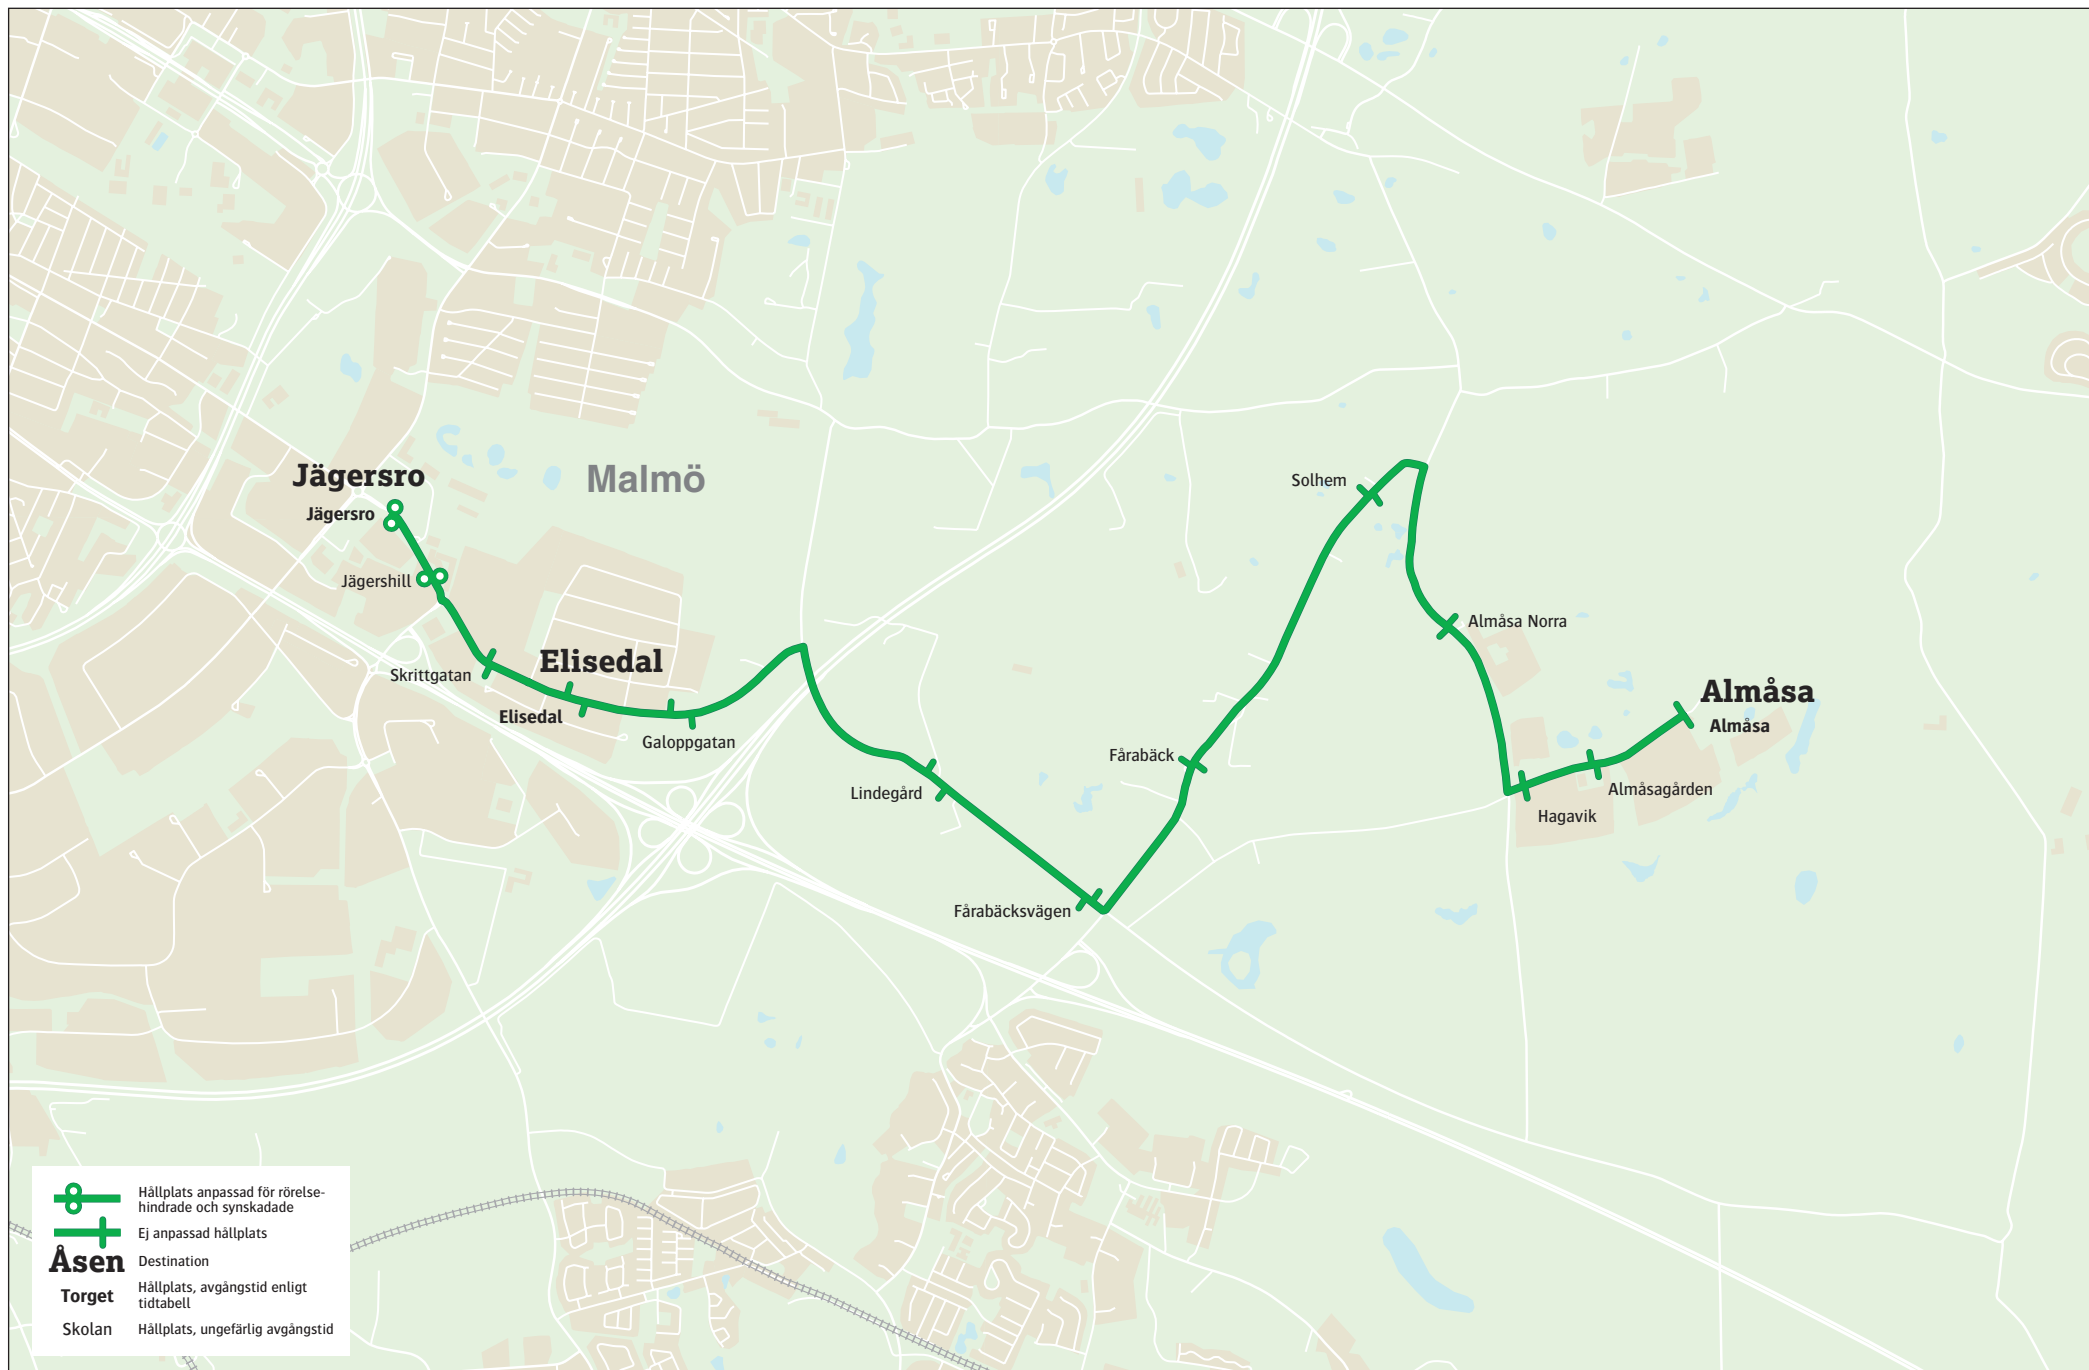 Jägersro
Jägersro
Malmö
Jägershill
Skrittgatan
Elisedal
Elisedal
Galoppgatan
Lindegård
Fårabäcksvägen
Fårabäck
Solhem
Almåsa Norra
Almåsa
Almåsa
Almåsagården
Hagavik
Hållplats anpassad för rörelse-
hindrade och synskadade
Ej anpassad hållplats
Åsen Destination
Torget Hållplats, avgångstid enligt
tidtabell
Skolan Hållplats, ungefärlig avgångstid